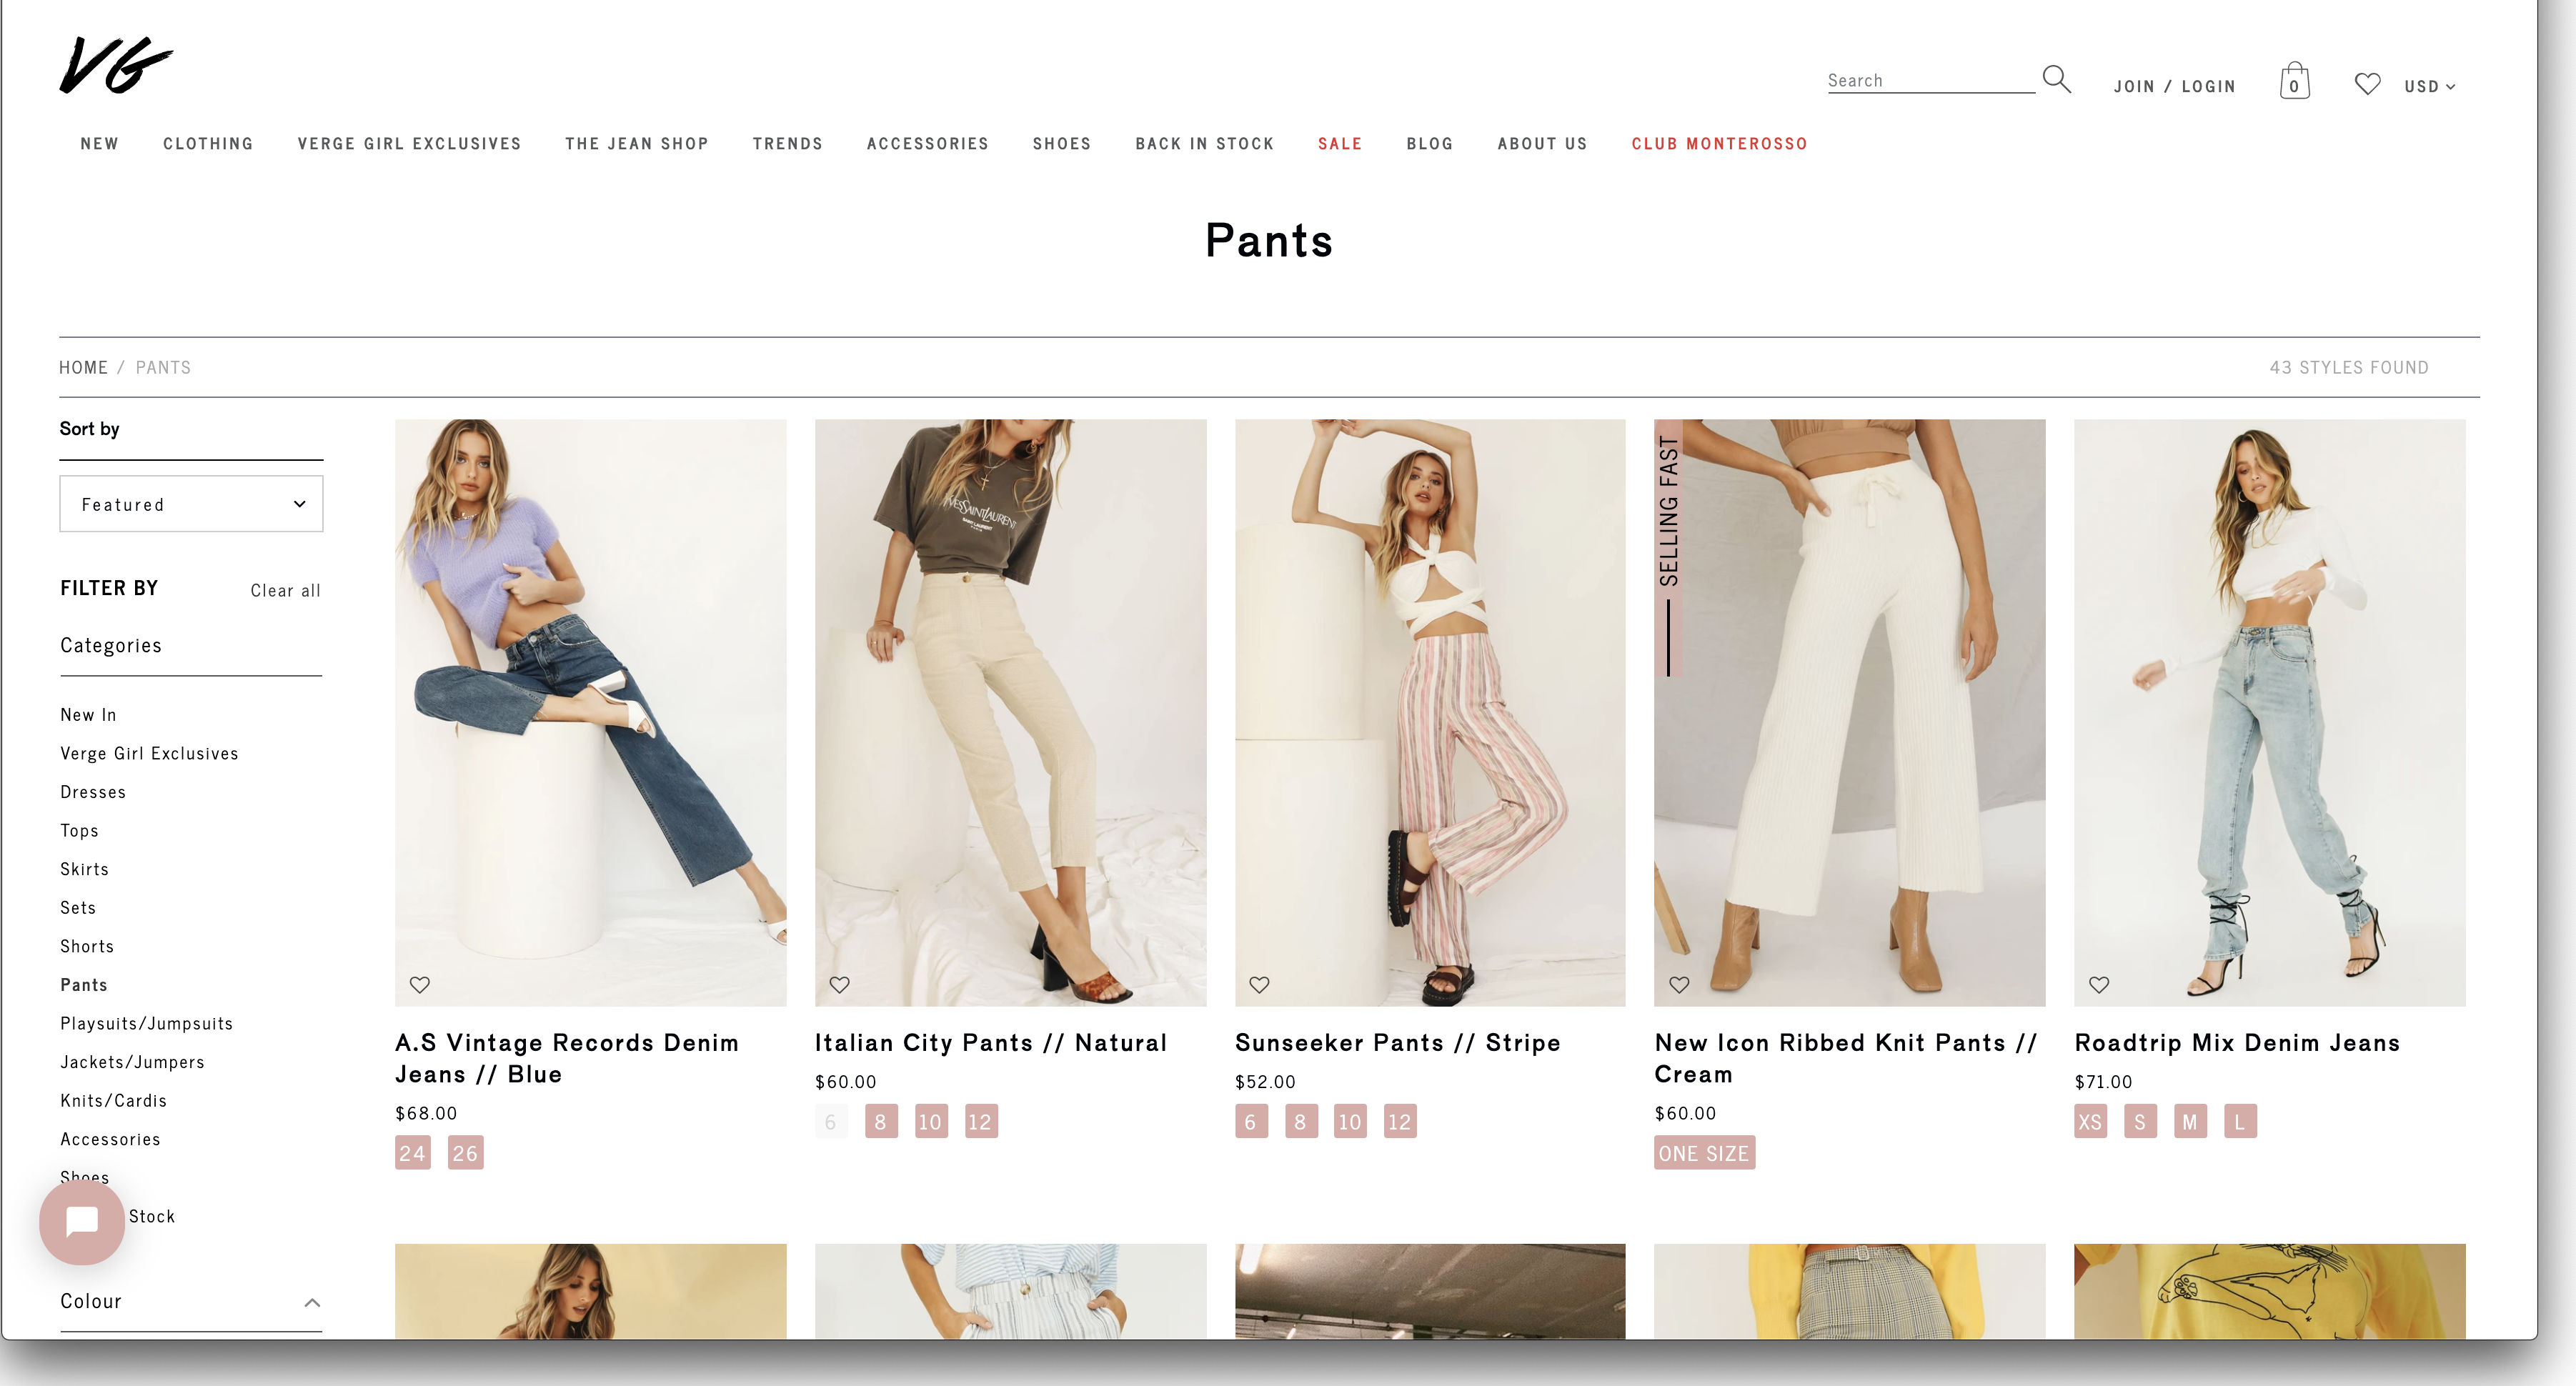 VG
Search
JOIN / LOGIN
0
USD
NEW CLOTHING VERGE GIRL EXCLUSIVES THE JEAN SHOP TRENDS ACCESSORIES SHOES BACK IN STOCK SALE BLOG ABOUT US CLUB MONTEROSSO
Pants
HOME / PANTS
43 STYLES FOUND
Sort by
Featured
FILTER BY
Clear all
Categories
New In
Verge Girl Exclusives
Dresses
Tops
Skirts
Sets
Shorts
Pants
Playsuits/Jumpsuits
Jackets/Jumpers
Knits/Cardis
Accessories
Shoes
Stock
Colour
YVESSAINTLAURENT
SAINT LAURENT
SELLING FAST
A.S Vintage Records Denim
Jeans // Blue
$68.00
24 26
Italian City Pants // Natural
$60.00
6 8 10 12
Sunseeker Pants // Stripe
$52.00
6 8 10 12
New Icon Ribbed Knit Pants //
Cream
$60.00
ONE SIZE
Roadtrip Mix Denim Jeans
$71.00
XS S M L